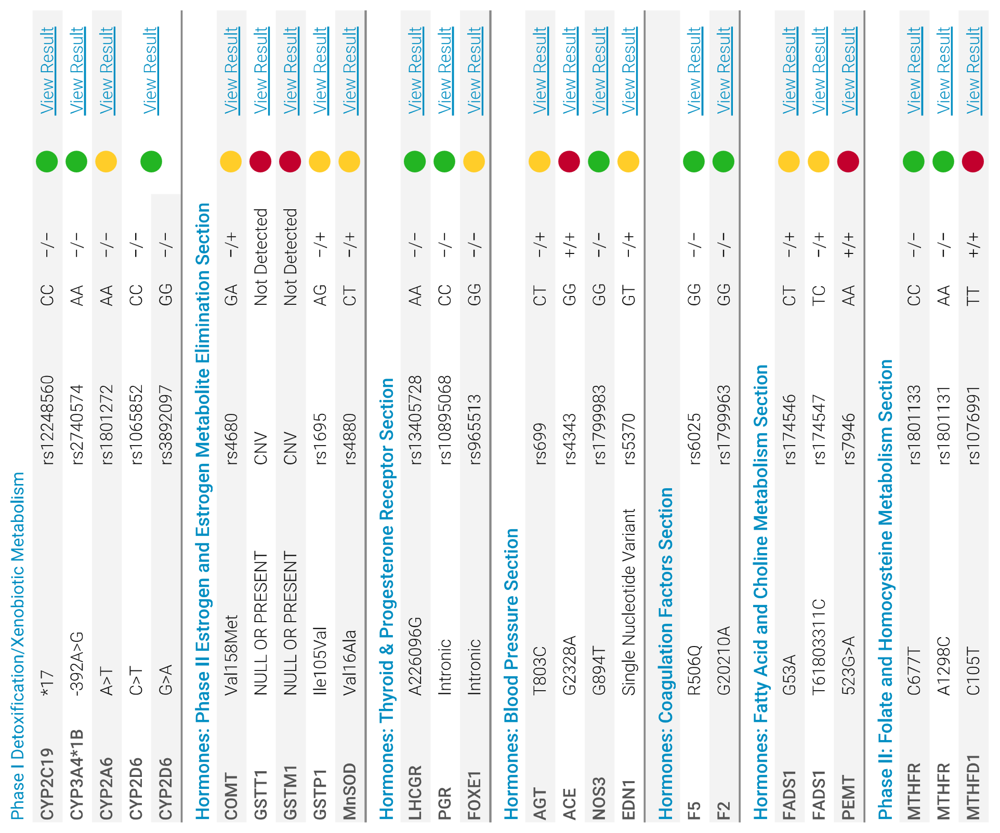 Phase I Detoxification/Xenobiotic Metabolism
CYP2C19 *17 rs12248560 CC −/− View Result
CYP3A4*1B -392A>G rs2740574 AA −/− View Result
CYP2A6 A>T rs1801272 AA −/− View Result
CYP2D6 C>T rs1065852 CC −/− View Result
CYP2D6 G>A rs3892097 GG −/−
Hormones: Phase II Estrogen and Estrogen Metabolite Elimination Section
COMT Val158Met rs4680 GA −/+ View Result
GSTT1 NULL OR PRESENT CNV Not Detected View Result
GSTM1 NULL OR PRESENT CNV Not Detected View Result
GSTP1 Ile105Val rs1695 AG −/+ View Result
MnSOD Val16Ala rs4880 CT −/+ View Result
Hormones: Thyroid & Progesterone Receptor Section
LHCGR A226096G rs13405728 AA −/− View Result
PGR Intronic rs10895068 CC −/− View Result
FOXE1 Intronic rs965513 GG −/− View Result
Hormones: Blood Pressure Section
AGT T803C rs699 CT −/+ View Result
ACE G2328A rs4343 GG +/+ View Result
NOS3 G894T rs1799983 GG −/− View Result
EDN1 Single Nucleotide Variant rs5370 GT −/+ View Result
Hormones: Coagulation Factors Section
F5 R506Q rs6025 GG −/− View Result
F2 G20210A rs1799963 GG −/− View Result
Hormones: Fatty Acid and Choline Metabolism Section
FADS1 G53A rs174546 CT −/+ View Result
FADS1 T61803311C rs174547 TC −/+ View Result
PEMT 523G>A rs7946 AA +/+ View Result
Phase II: Folate and Homocysteine Metabolism Section
MTHFR C677T rs1801133 CC −/− View Result
MTHFR A1298C rs1801131 AA −/− View Result
MTHFD1 C105T rs1076991 TT +/+ View Result